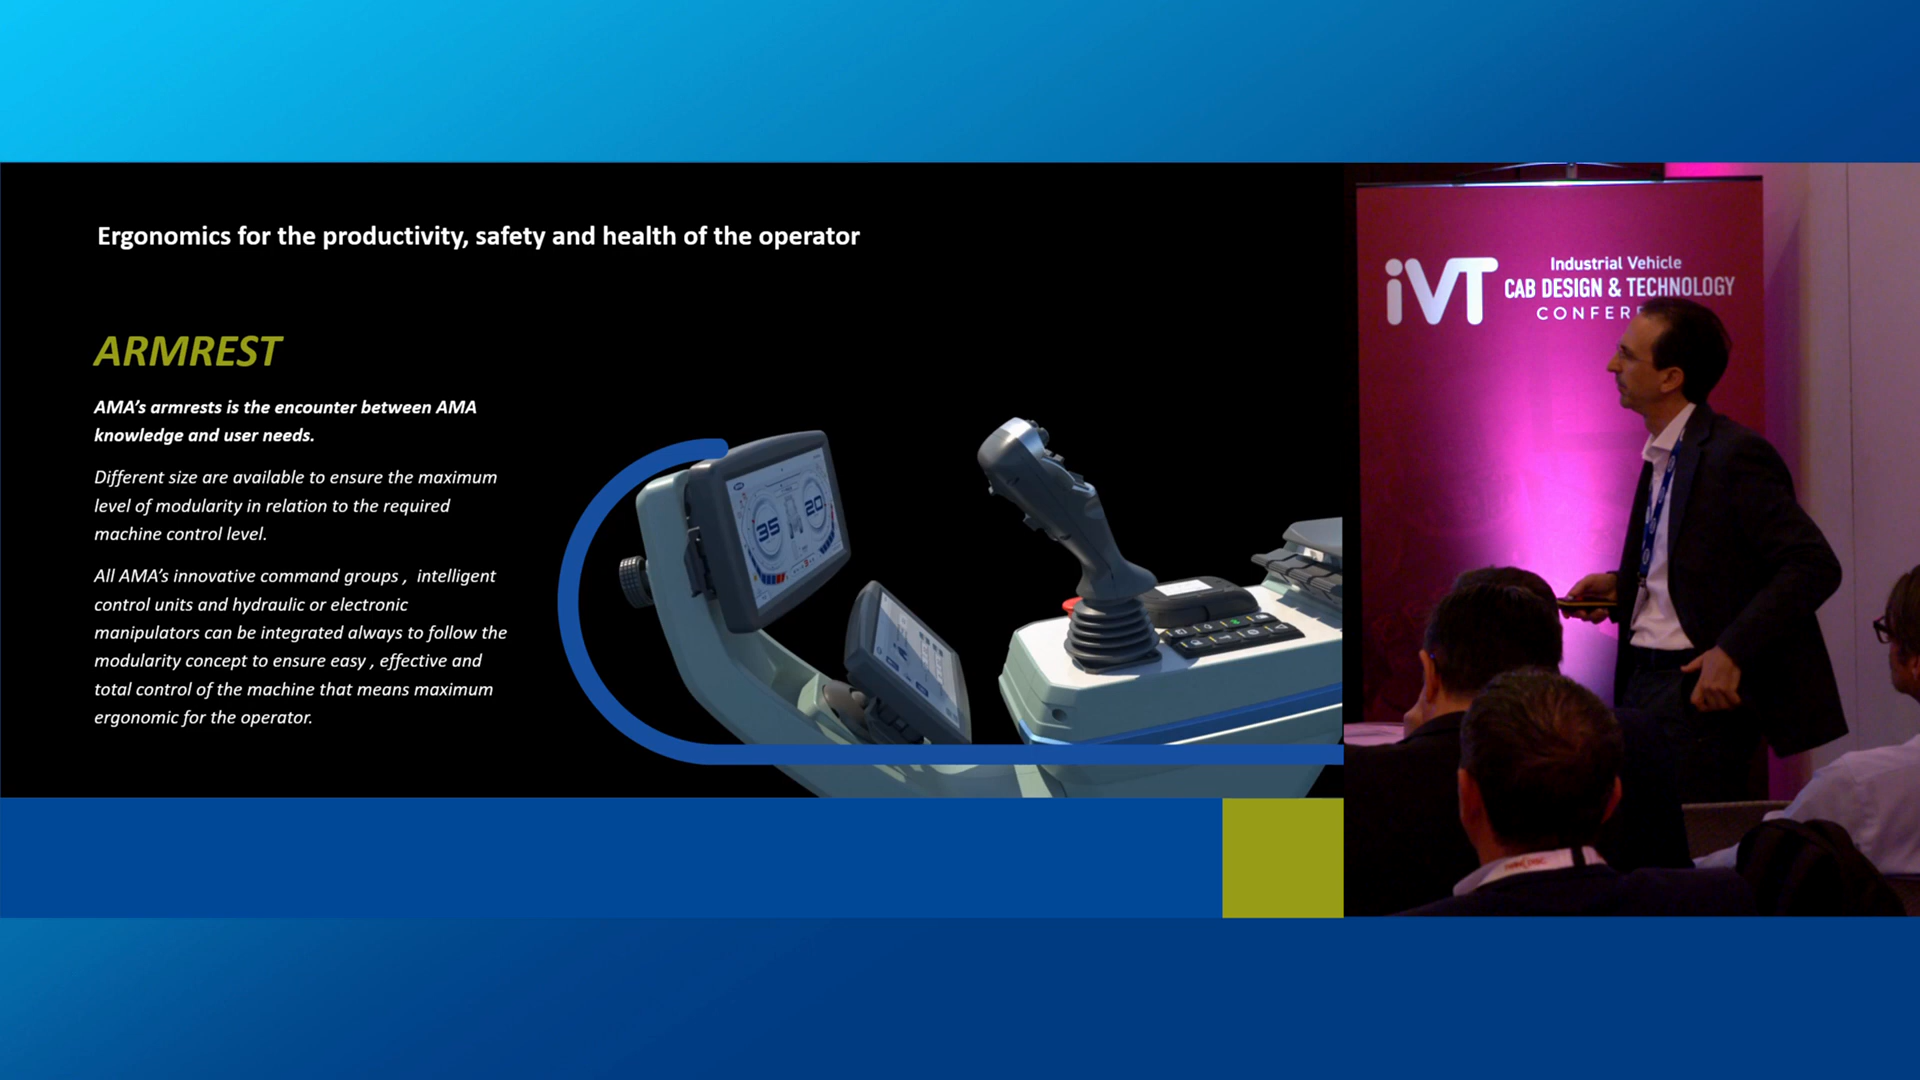 Ergonomics for the productivity, safety and health of the operator
ARMREST
AMA's armrests is the encounter between AMA
knowledge and user needs.
Different size are available to ensure the maximum
level of modularity in relation to the required
machine control level.
All AMA's innovative command groups ,  intelligent
control units and hydraulic or electronic
manipulators can be integrated always to follow the
modularity concept to ensure easy , effective and
total control of the machine that means maximum
ergonomic for the operator.
35
20
iVT
Industrial Vehicle
CAB DESIGN & TECHNOLOGY
CONFER